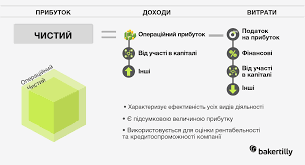 ПРИБУТОК ДОХОДИ ВИТРАТИ
ЧИСТИЙ
Операційний прибуток
Від участі в капіталі
Інші
Податок
на прибуток
Фінансові
Від участі
в капіталі
Інші
Операційний
Чистий
• Характеризує ефективність усіх видів діяльності
• Є підсумковою величиною прибутку
• Використовується для оцінки рентабельності
та кредитоспроможності компанії
bakertilly